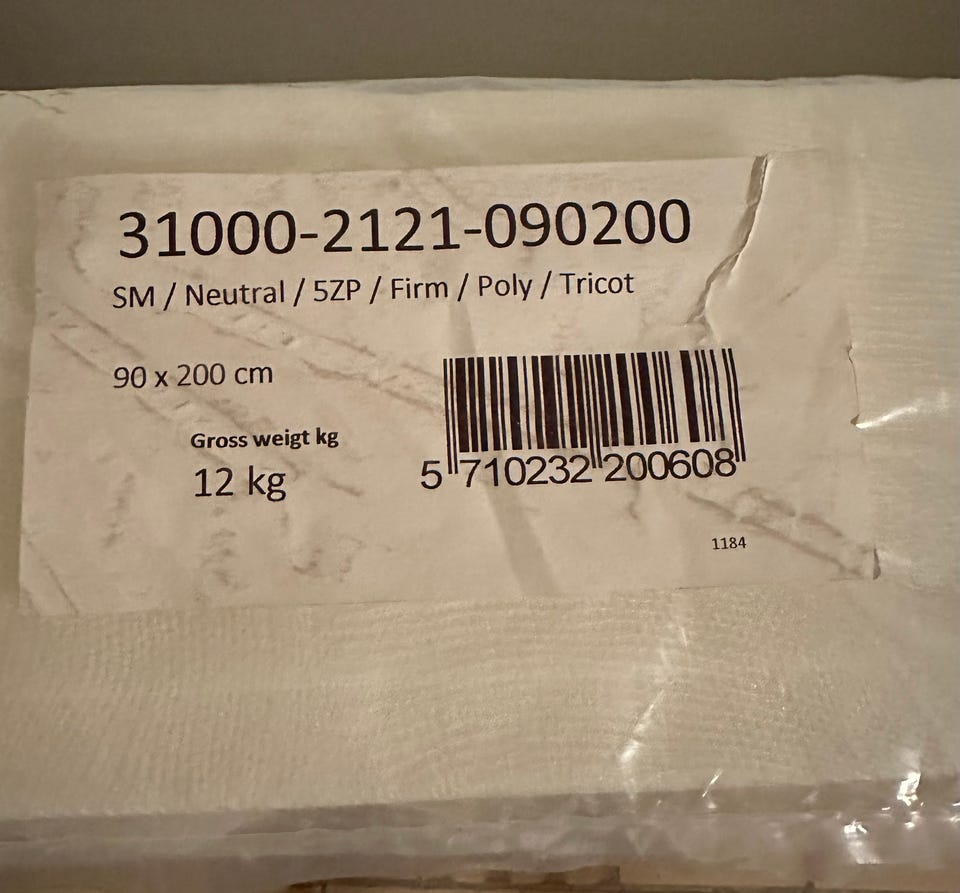 31000-2121-090200
SM / Neutral / 5ZP / Firm / Poly / Tricot
90 x 200 cm
Gross weigt kg
12 kg
5 710232 200608
1184